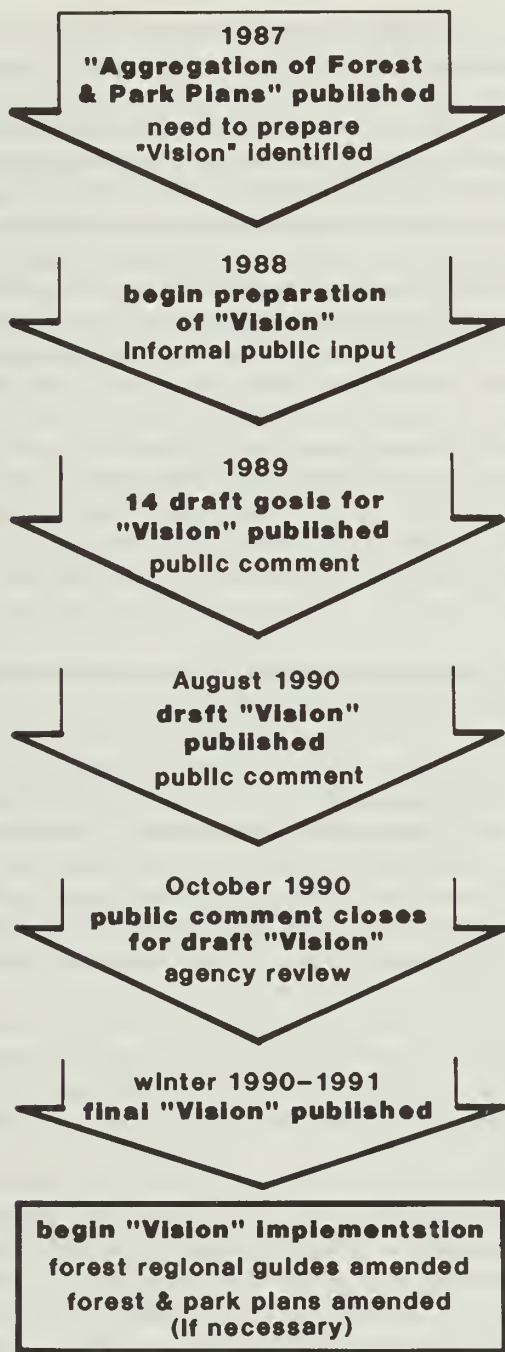 1987
"Aggregation of Forest
& Park Plans" published
need to prepare
"Vision" identified
1988
begin preparation
of "Vision"
informal public input
1989
14 draft goals for
"Vision" published
public comment
August 1990
draft "Vision"
published
public comment
October 1990
public comment closes
for draft "Vision"
agency review
winter 1990–1991
final "Vision" published
begin "Vision" implementation
forest regional guides amended
forest & park plans amended
(if necessary)